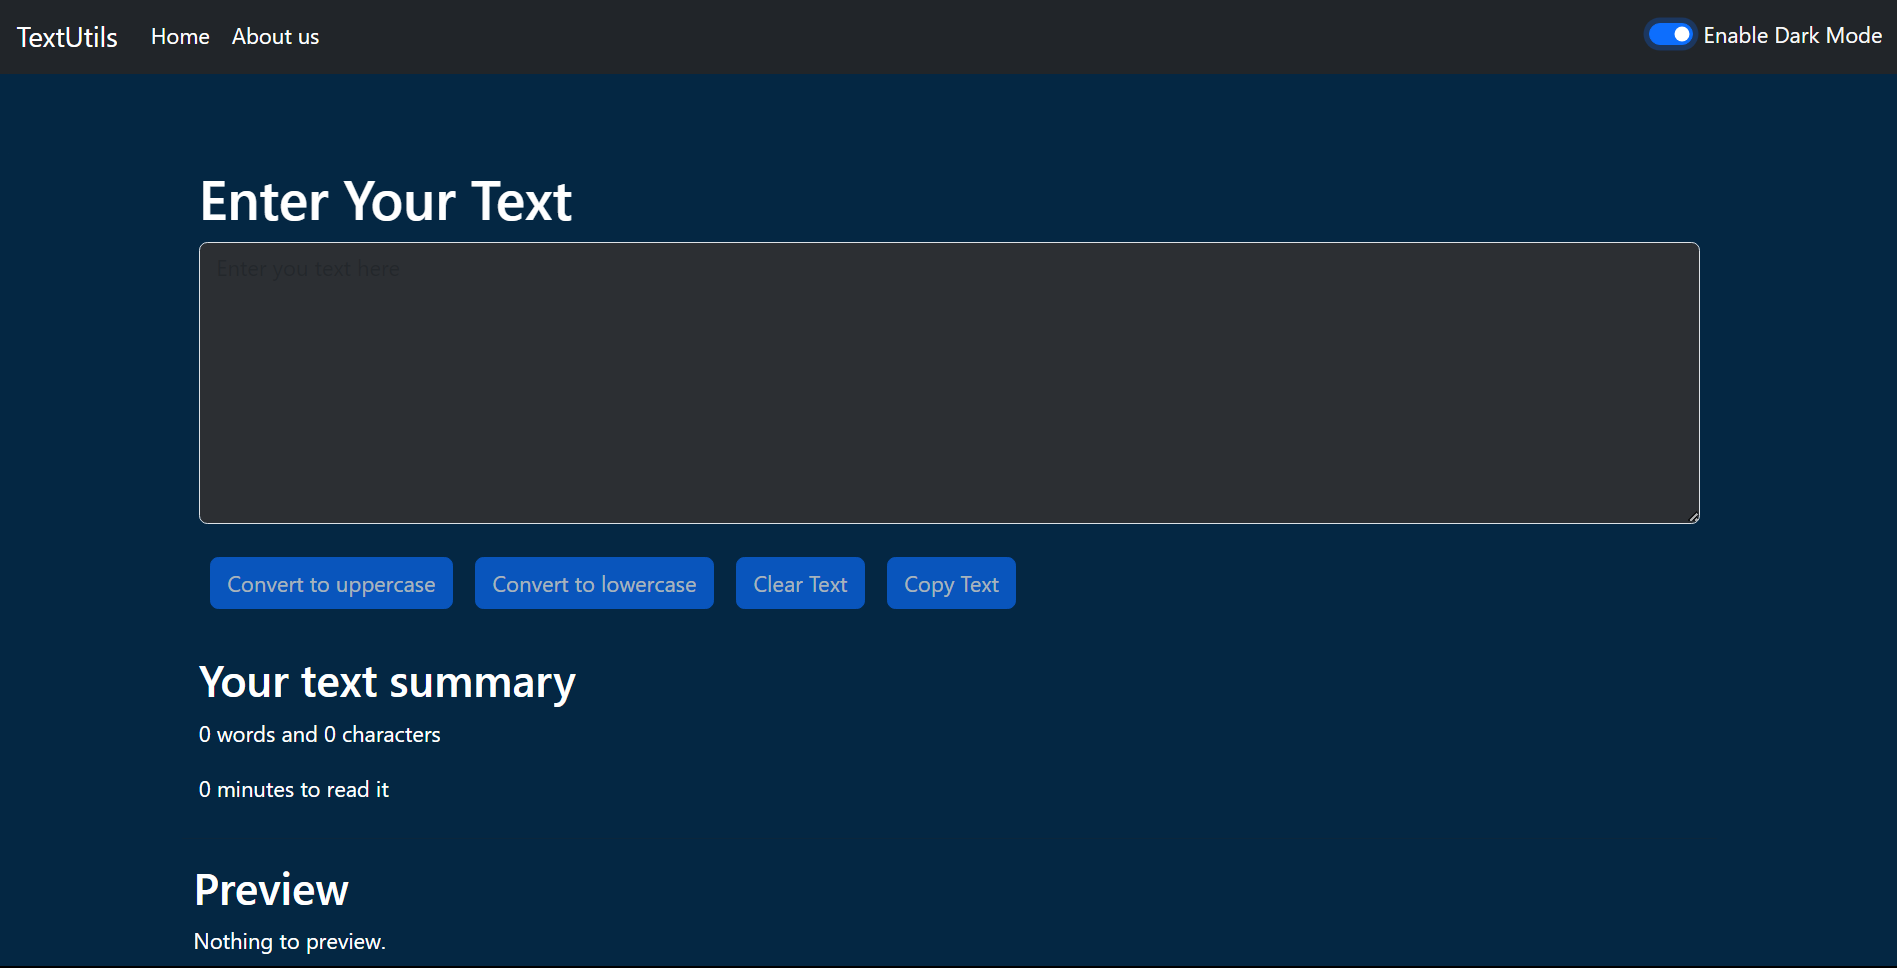 TextUtils Home About us Enable Dark Mode
Enter Your Text
Enter you text here
Convert to uppercase Convert to lowercase Clear Text Copy Text
Your text summary
0 words and 0 characters
0 minutes to read it
Preview
Nothing to preview.